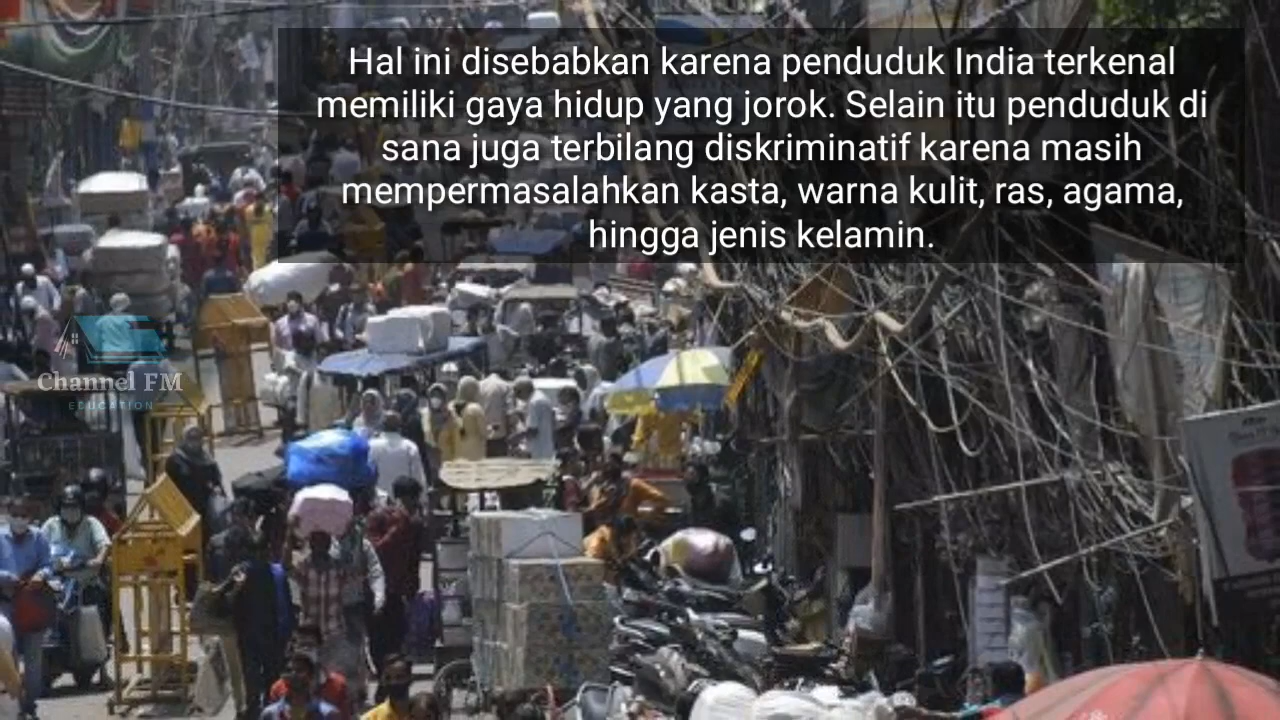 Hal ini disebabkan karena penduduk India terkenal
memiliki gaya hidup yang jorok. Selain itu penduduk di
sana juga terbilang diskriminatif karena masih
mempermasalahkan kasta, warna kulit, ras, agama,
hingga jenis kelamin.
Channel FM
EDUCATION